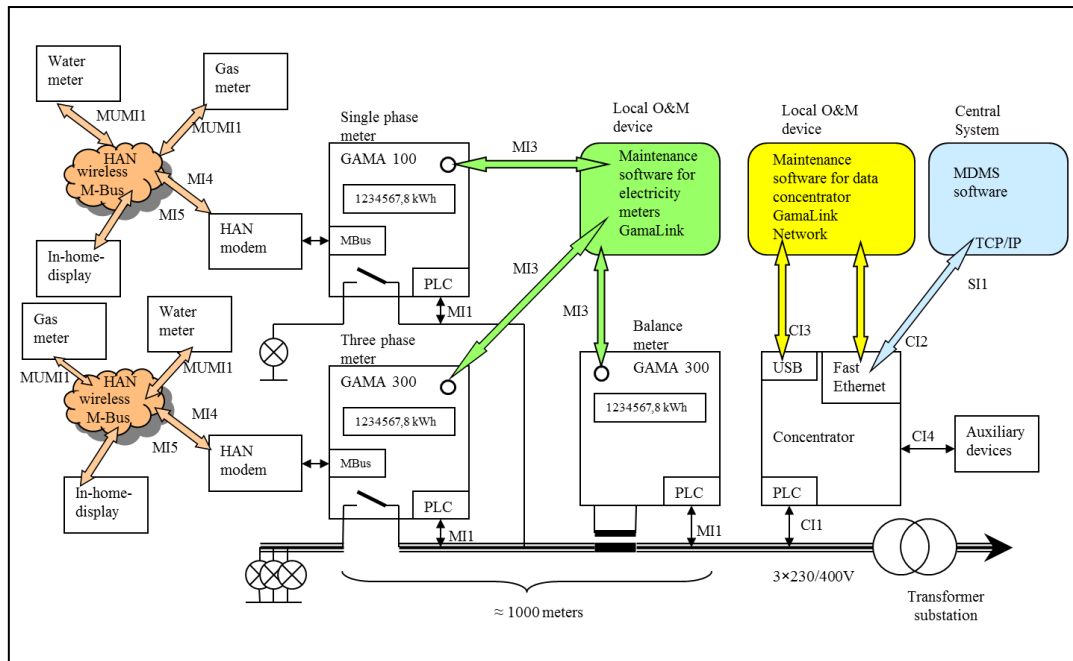 Water
meter
Gas
meter
MUMI1
MUMI1
HAN
wireless
M-Bus
MI4
MI5
In-home-
display
HAN
modem
Single phase
meter
GAMA 100
1234567,8 kWh
MBus
PLC
MI1
MI3
Local O&M
device
Maintenance
software for
electricity
meters
GamaLink
Local O&M
device
Maintenance
software for data
concentrator
GamaLink
Network
Central
System
MDMS
software
TCP/IP
SI1
MI3
MI3
CI3
CI2
Gas
meter
Water
meter
MUMI1
MUMI1
HAN
wireless
M-Bus
MI4
MI5
In-home-
display
HAN
modem
Three phase
meter
GAMA 300
1234567,8 kWh
MBus
PLC
MI1
Balance
meter
GAMA 300
1234567,8 kWh
PLC
MI1
USB
Fast
Ethernet
Concentrator
PLC
CI4
Auxiliary
devices
CI1
3×230/400V
≈ 1000 meters
Transformer
substation